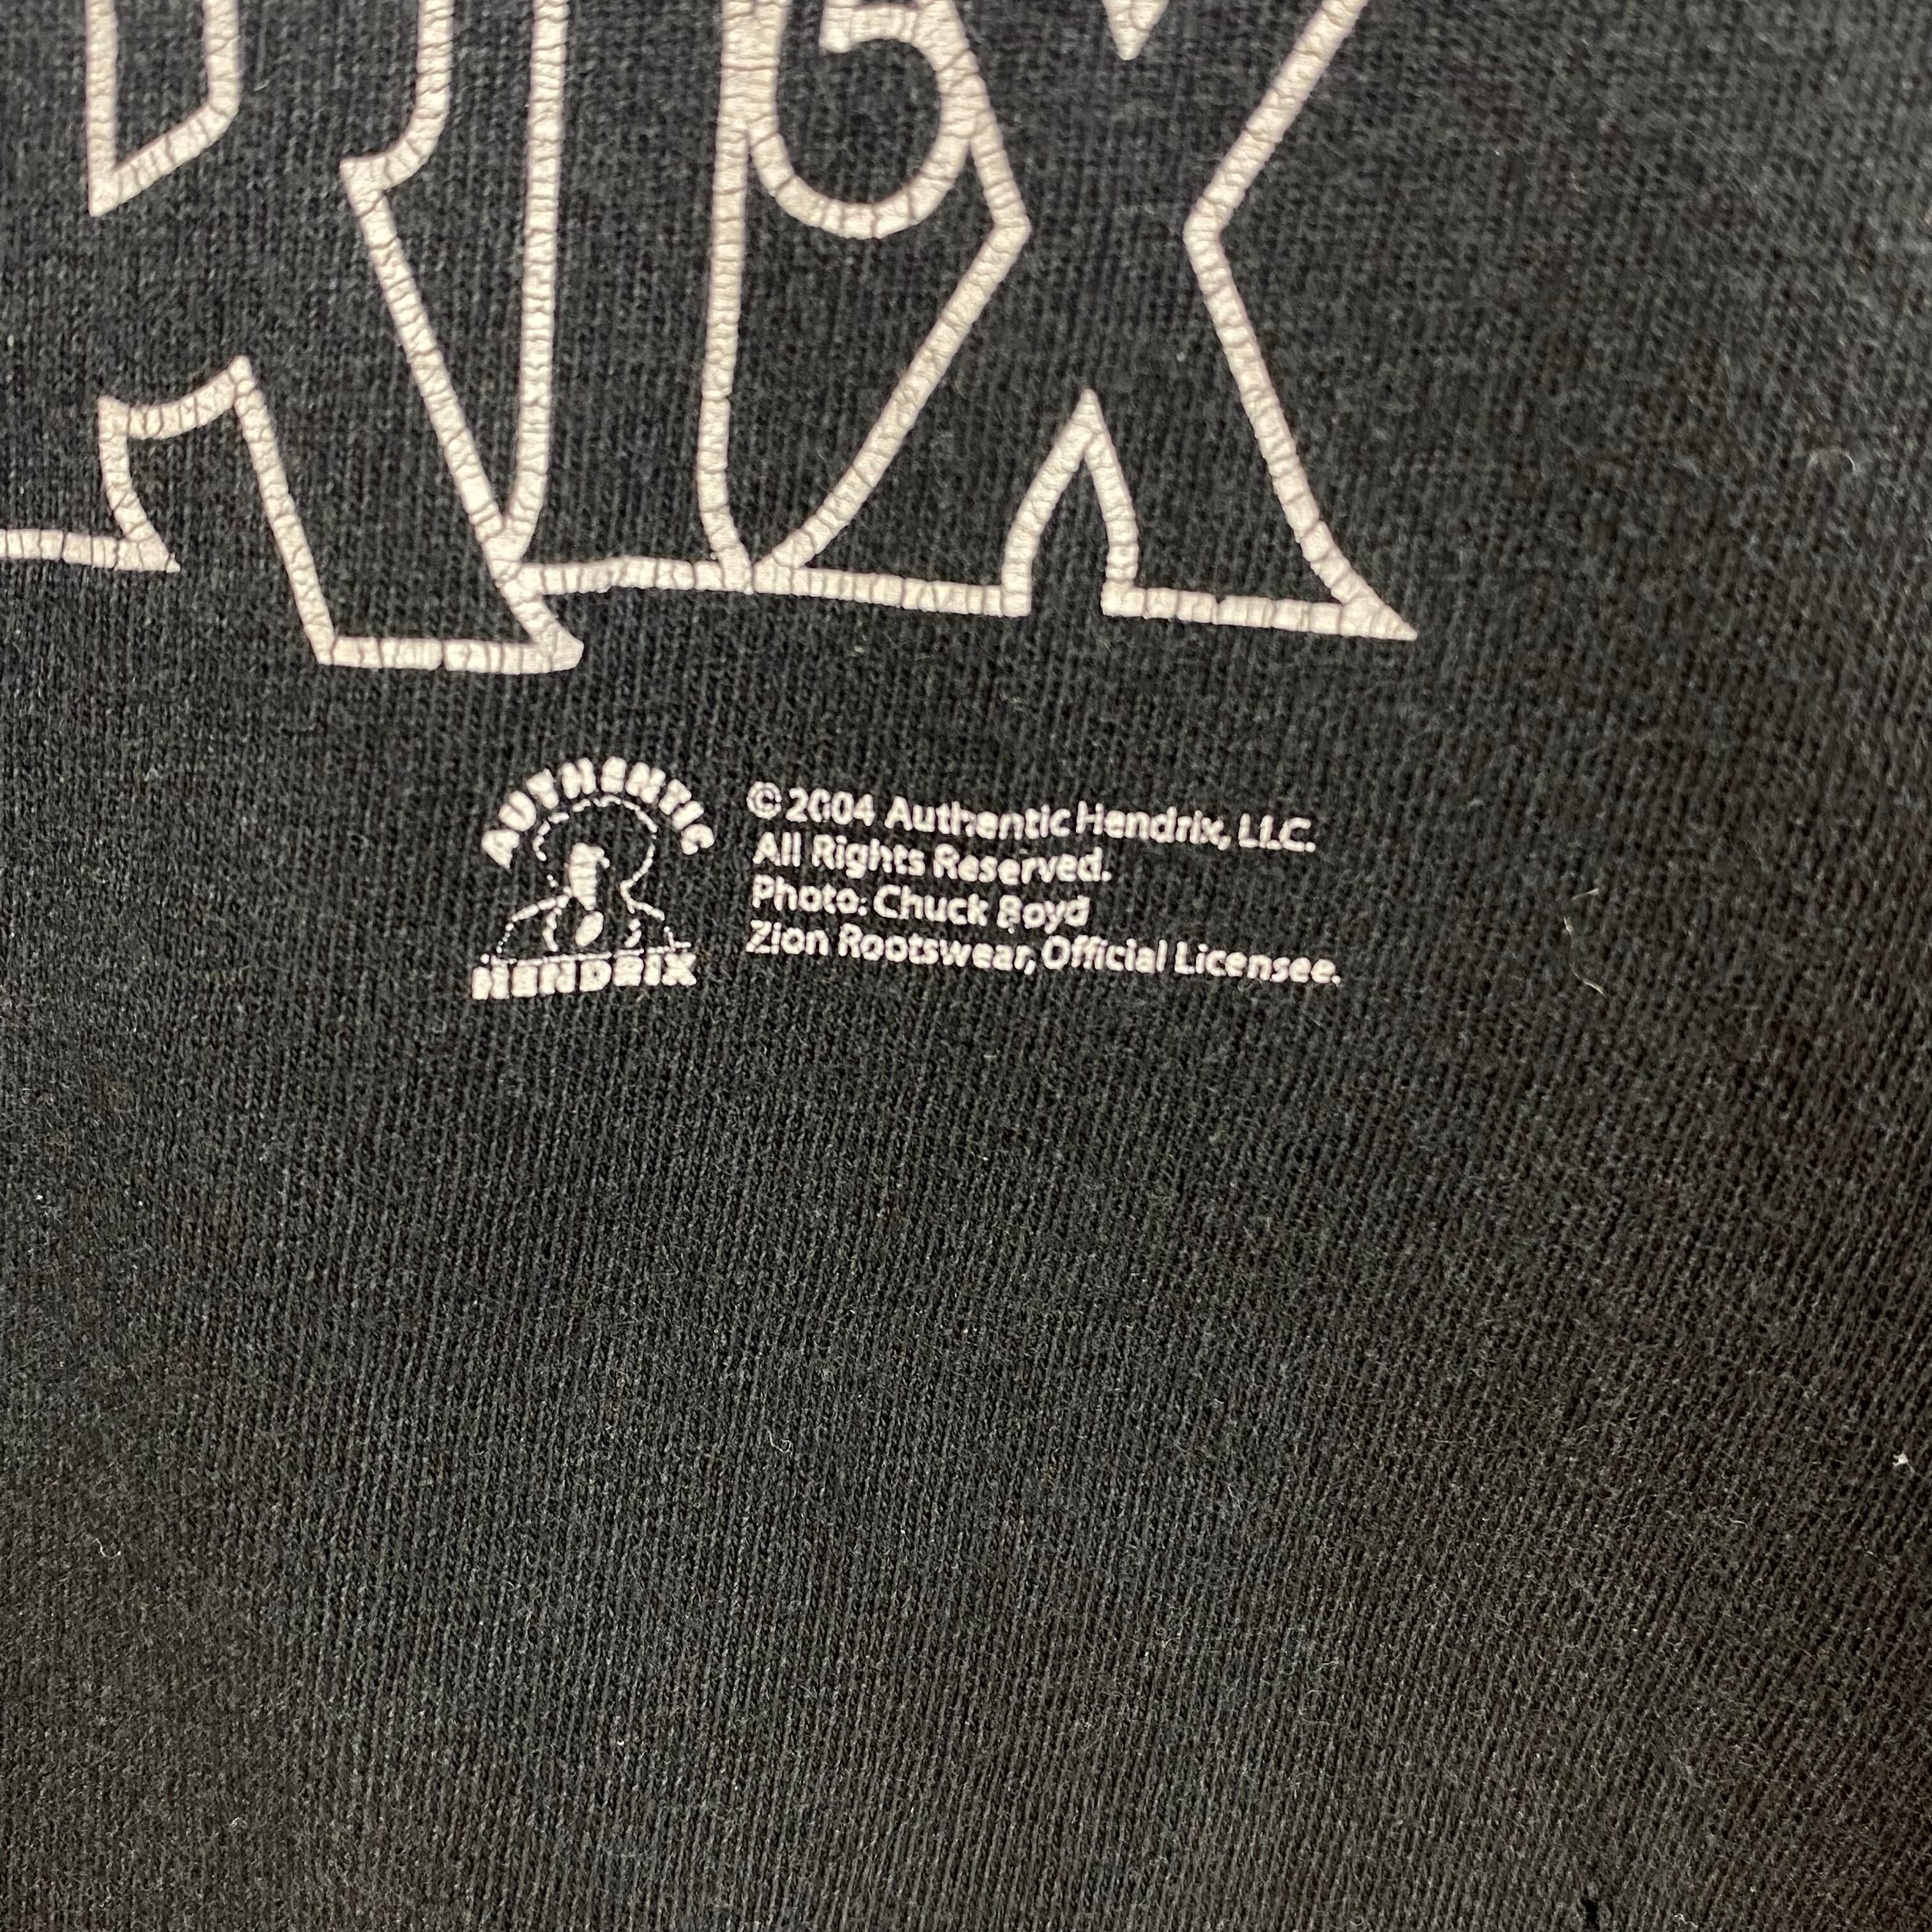 RIX
AUTHENTIC
HENDRIX
© 2004 Authentic Hendrix, LLC.
All Rights Reserved.
Photo: Chuck Boyd
Zion Rootswear, Official Licensee.